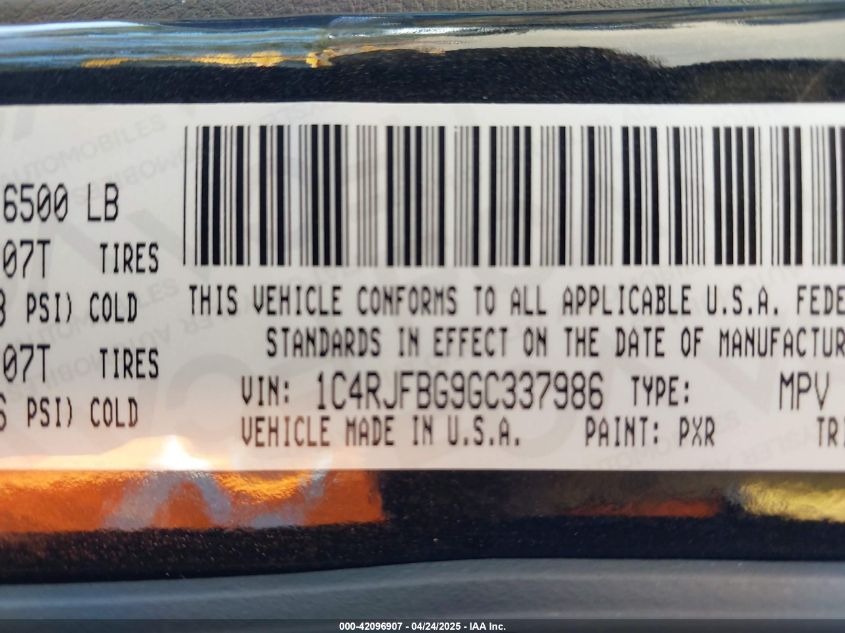 6500 LB
07T TIRES
PSI) COLD
07T TIRES
PSI) COLD
THIS VEHICLE CONFORMS TO ALL APPLICABLE U.S.A. FEDE
STANDARDS IN EFFECT ON THE DATE OF MANUFACTUR
VIN: 1C4RJFBG9GC337986 TYPE: MPV
VEHICLE MADE IN U.S.A. PAINT: PXR TRI
000-42096907 - 04/24/2025 - IAA Inc.